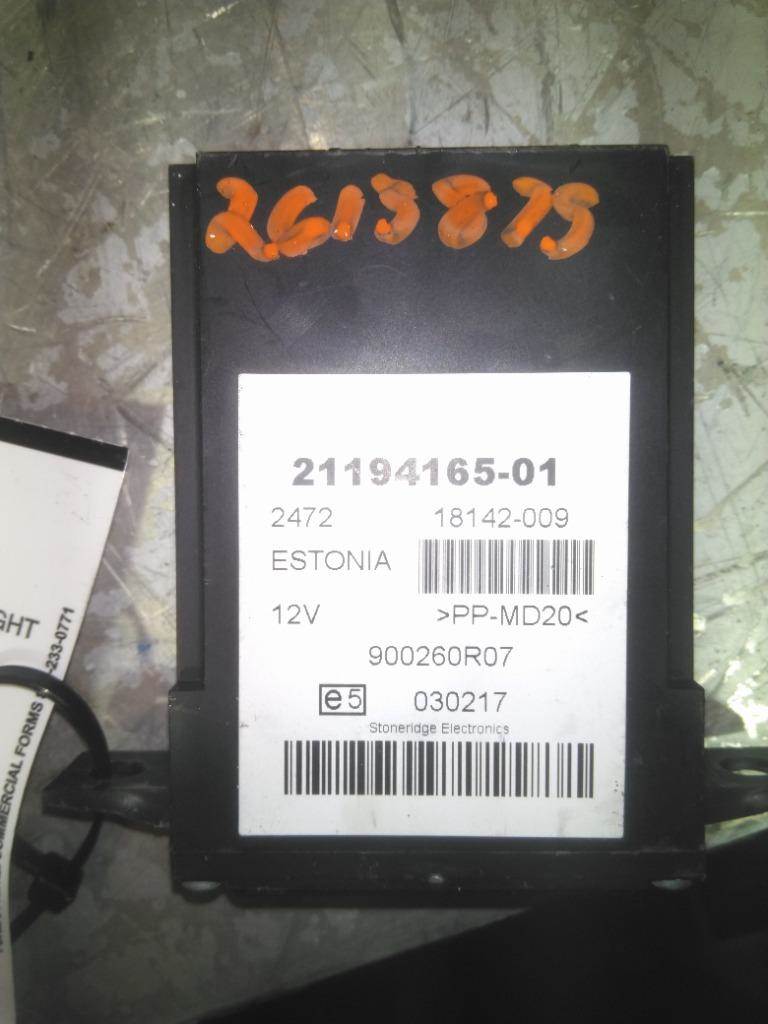 2613875
21194165-01
2472 18142-009
ESTONIA
12V >PP-MD20<
900260R07
e5 030217
Stoneridge Electronics
GHT
-233-0771
COMMERCIAL FORMS